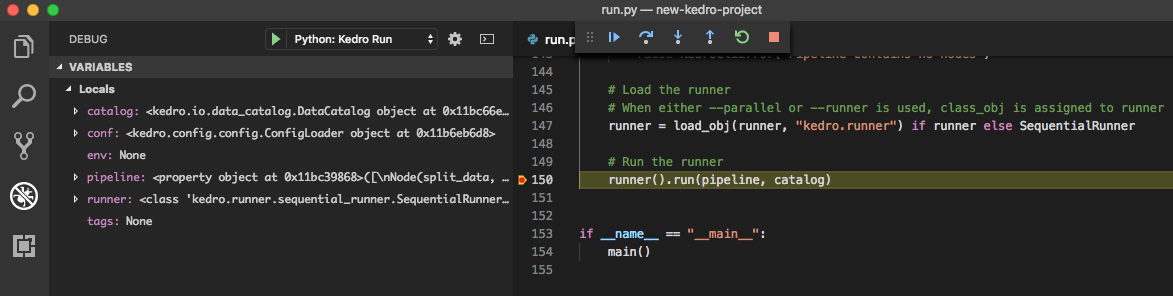 run.py — new-kedro-project
DEBUG
Python: Kedro Run
run.p
VARIABLES
Locals
catalog: <kedro.io.data_catalog.DataCatalog object at 0x11bc66e…
conf: <kedro.config.config.ConfigLoader object at 0x11b6eb6d8>
env: None
pipeline: <property object at 0x11bc39868>([\nNode(split_data, …
runner: <class 'kedro.runner.sequential_runner.SequentialRunner…
tags: None
144
145 # Load the runner
146 # When either --parallel or --runner is used, class_obj is assigned to runner
147 runner = load_obj(runner, "kedro.runner") if runner else SequentialRunner
148
149 # Run the runner
150 runner().run(pipeline, catalog)
151
152
153 if __name__ == "__main__":
154 main()
155